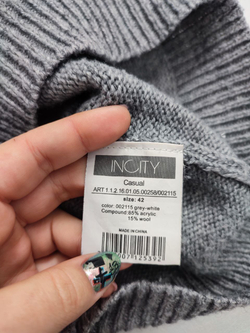 INCITY
Casual
ART 1.1.2.16.01.05.00258/002115
size: 42
color: 002115 grey-white
Compound:85% acrylic
15% wool
MADE IN CHINA